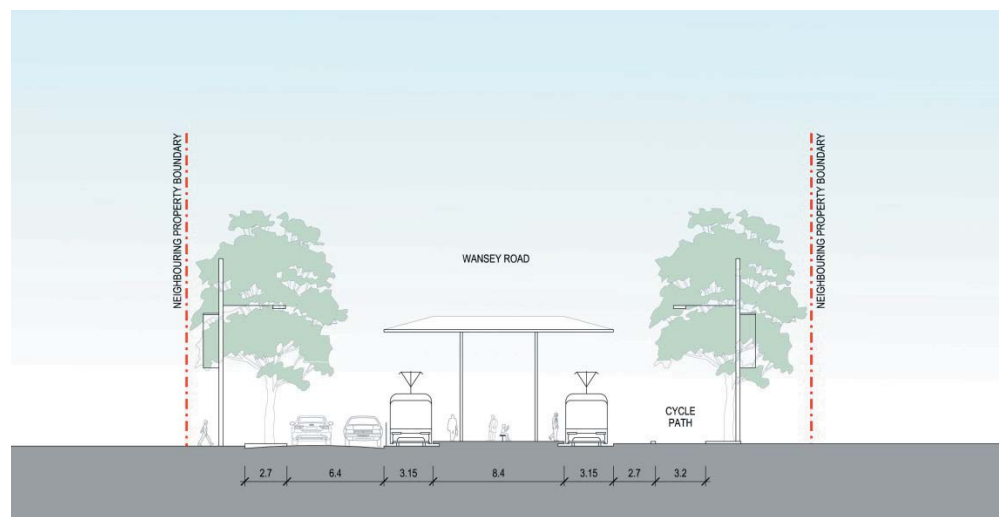 NEIGHBOURING PROPERTY BOUNDARY
NEIGHBOURING PROPERTY BOUNDARY
WANSEY ROAD
CYCLE
PATH
2.7
6.4
3.15
8.4
3.15
2.7
3.2